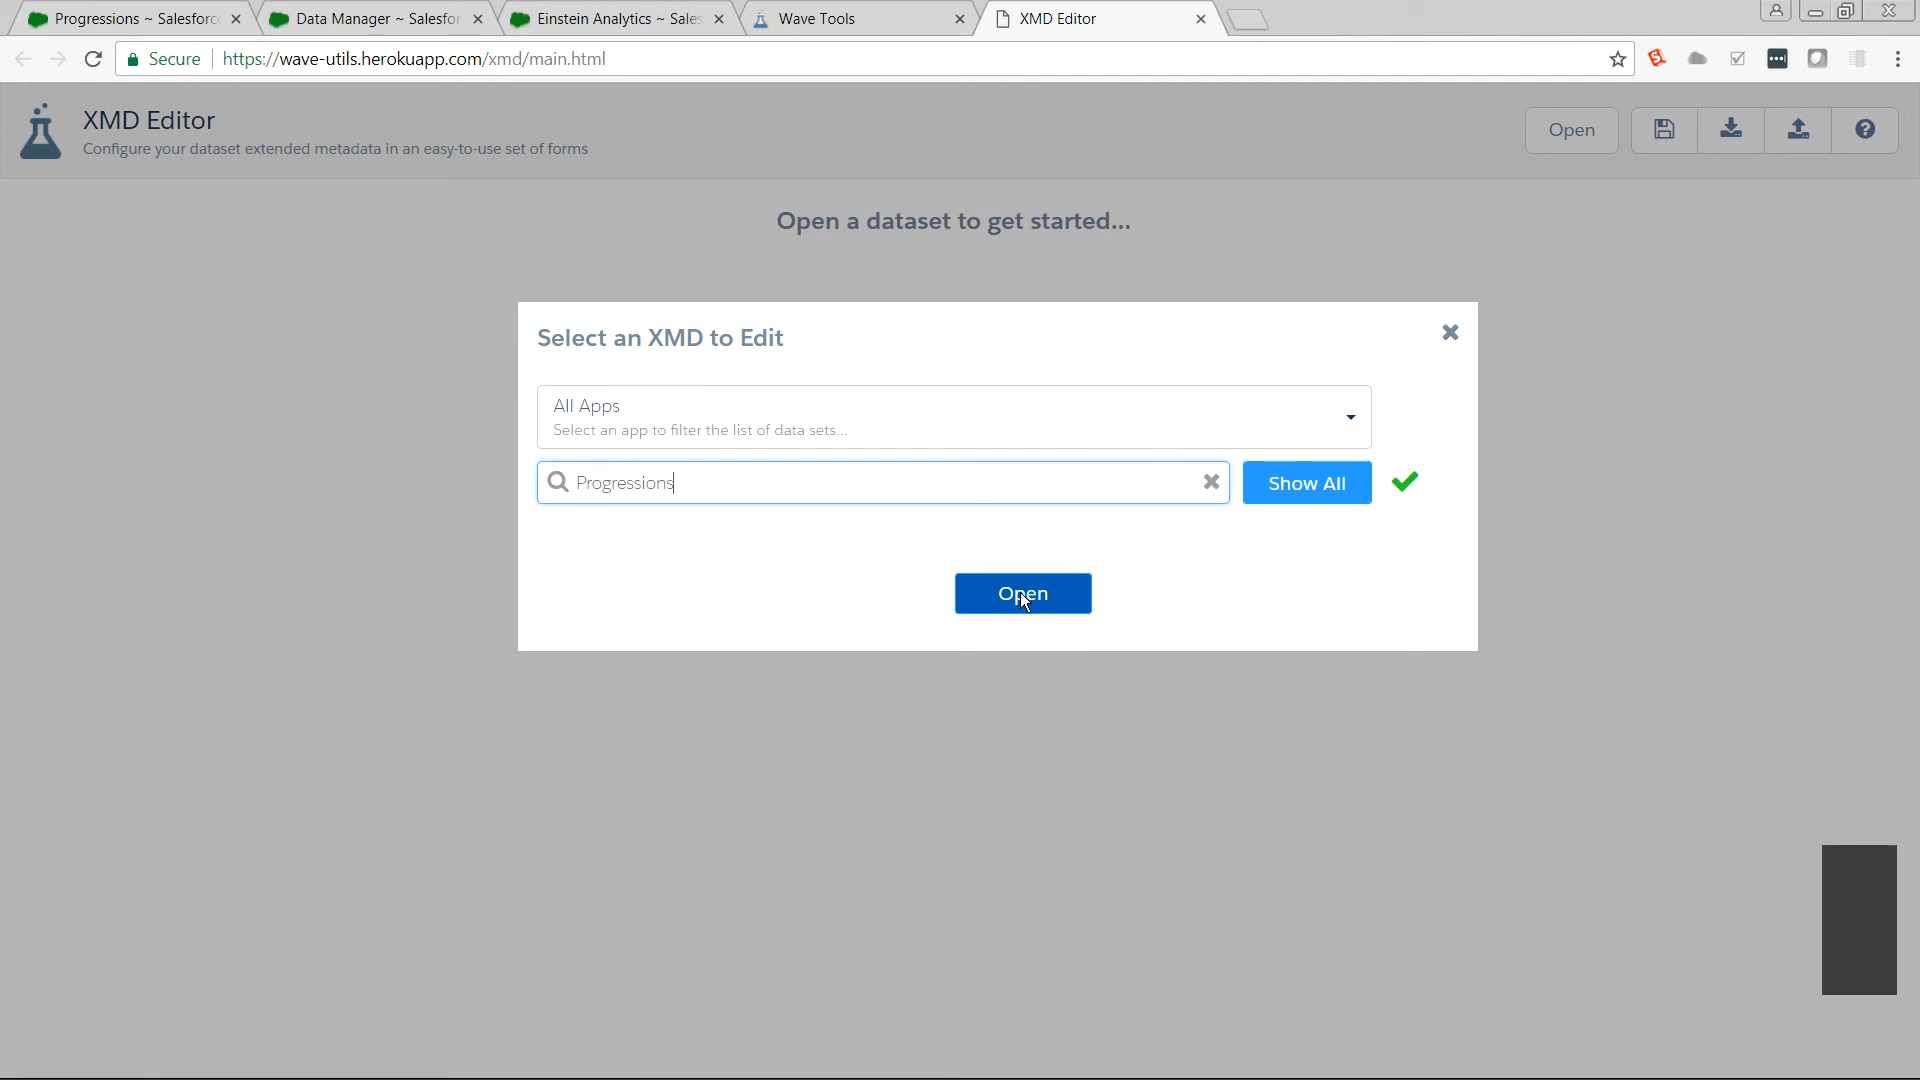 Progressions ~ Salesforc
Data Manager ~ Salesfor
Einstein Analytics ~ Sales
Wave Tools
XMD Editor
Secure
https://wave-utils.herokuapp.com/xmd/main.html
XMD Editor
Configure your dataset extended metadata in an easy-to-use set of forms
Open
Open a dataset to get started...
Select an XMD to Edit
All Apps
Select an app to filter the list of data sets...
Progressions
Show All
Open